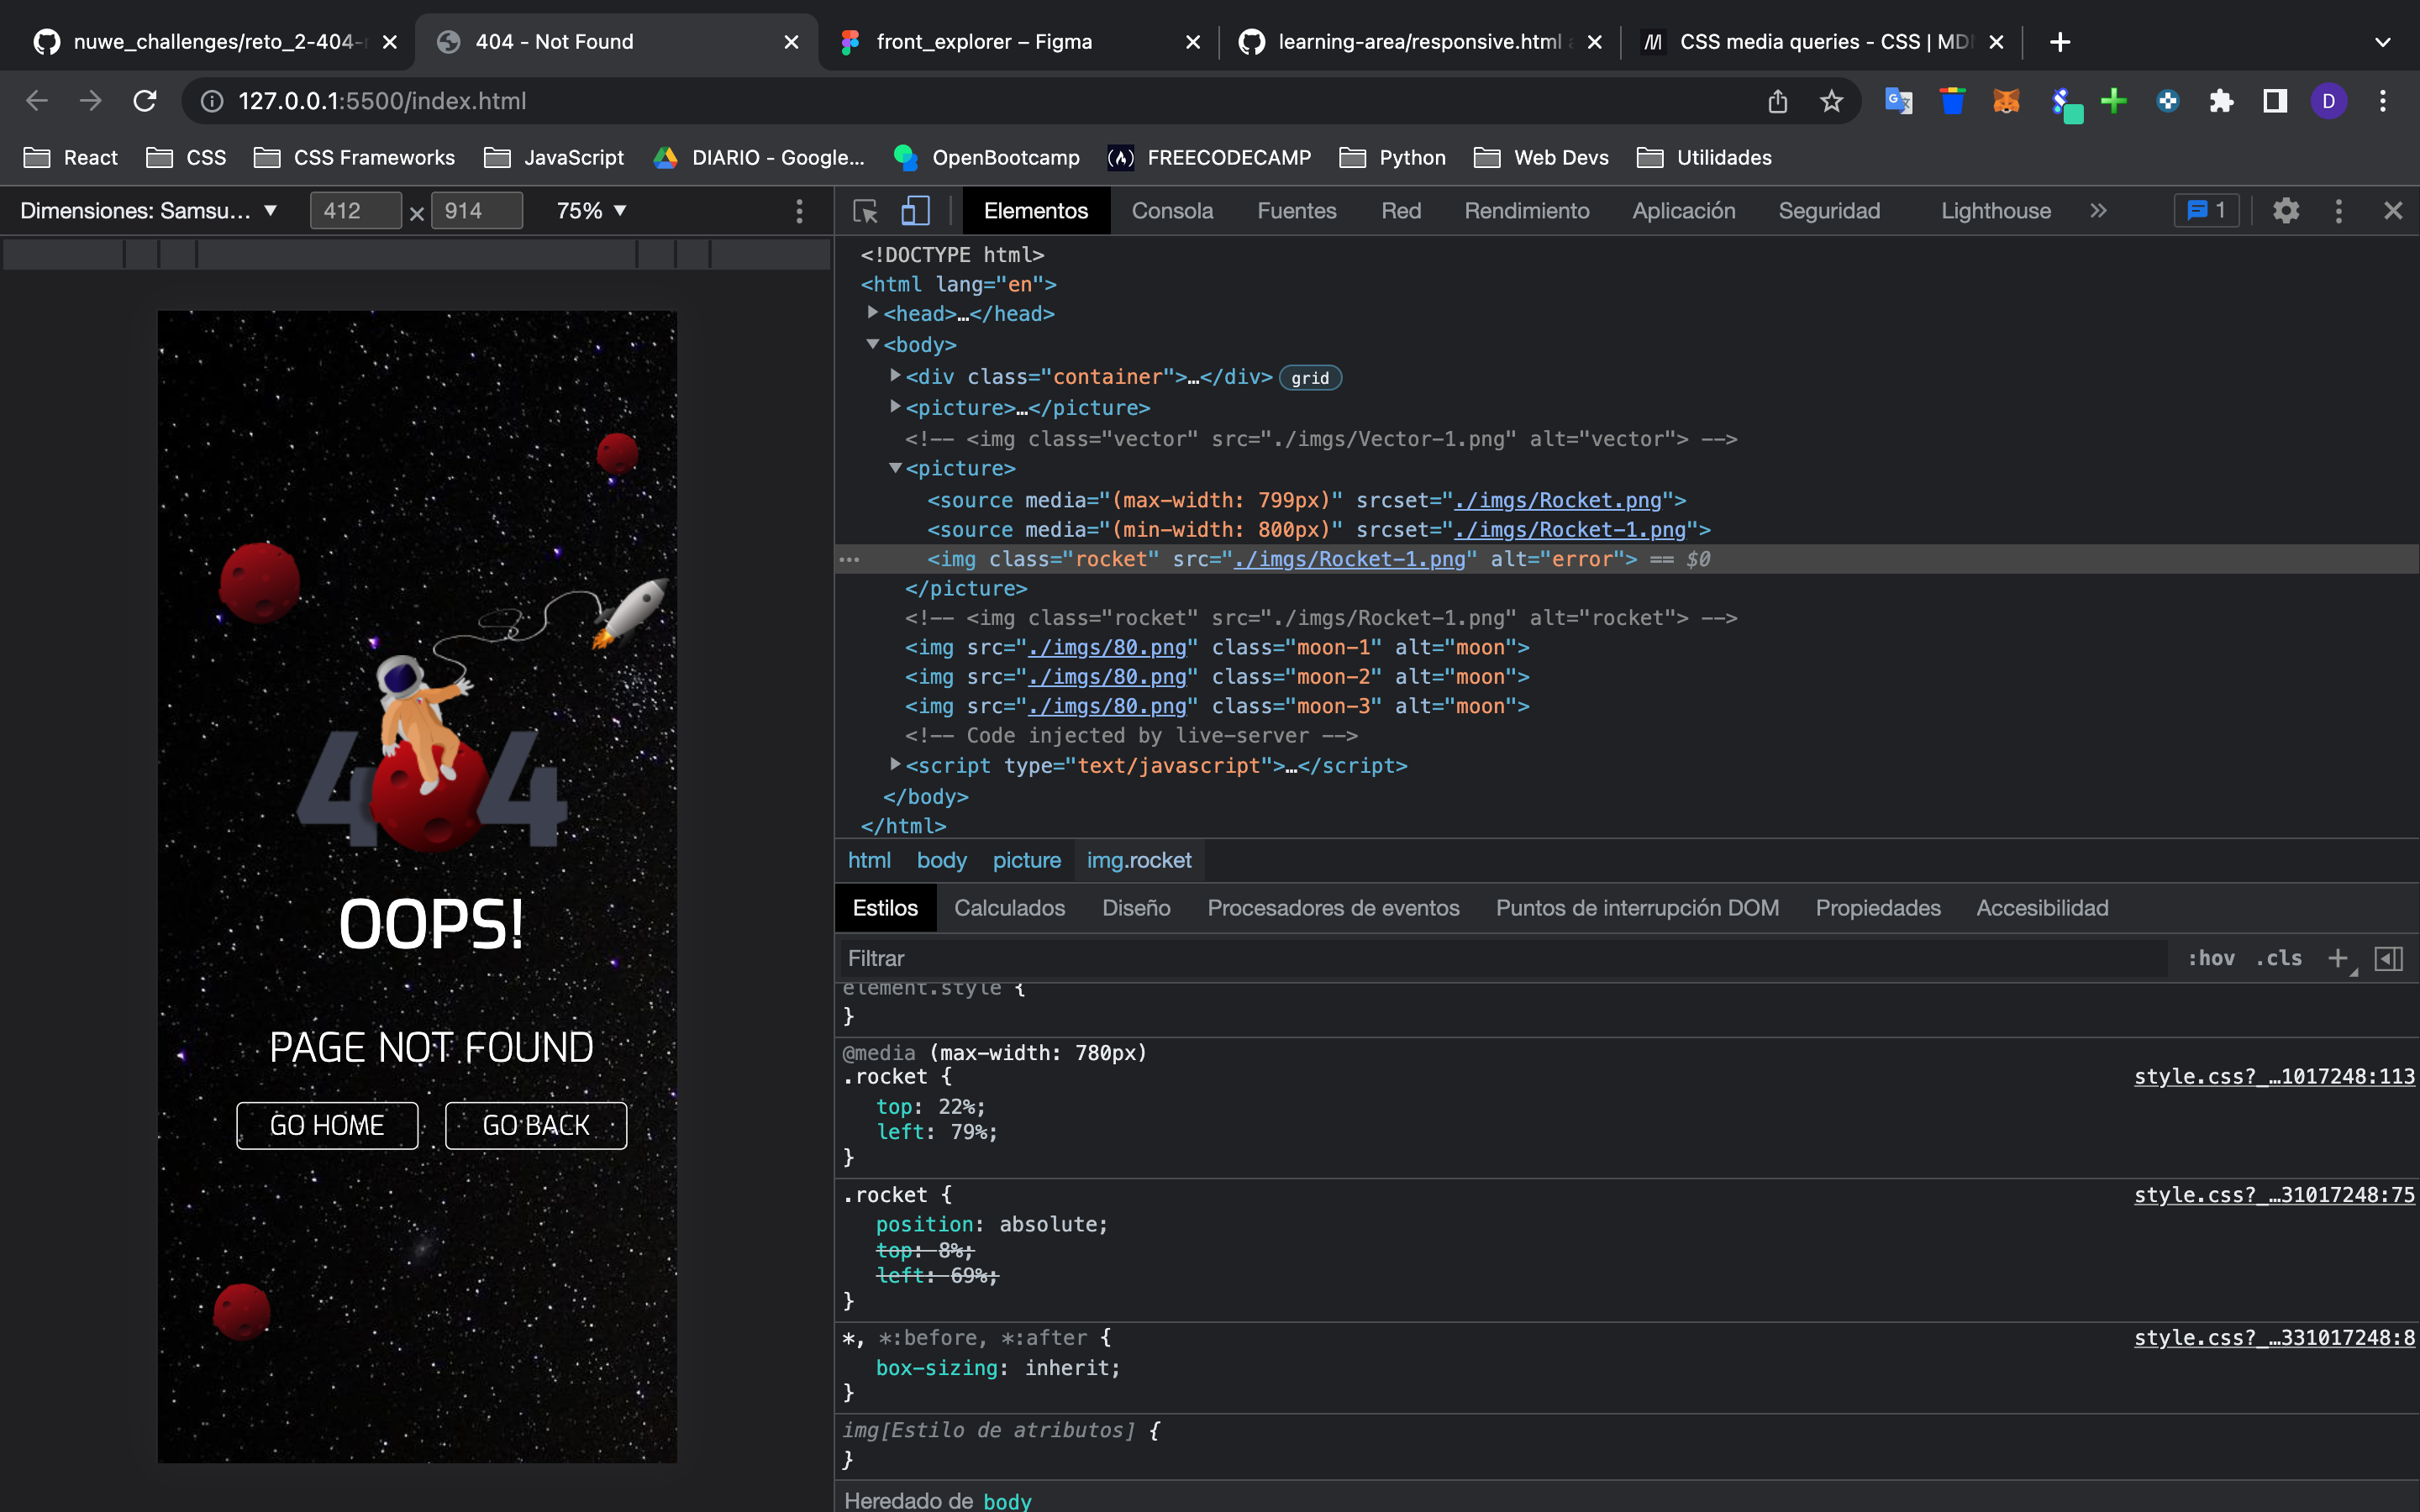 nuwe_challenges/reto_2-404-
404 - Not Found
front_explorer – Figma
learning-area/responsive.html
CSS media queries - CSS | MD
127.0.0.1:5500/index.html
D
React
CSS
CSS Frameworks
JavaScript
DIARIO - Google...
OpenBootcamp
FREECODECAMP
Python
Web Devs
Utilidades
Dimensiones: Samsu... ▼ 412 × 914 75% ▼
Elementos Consola Fuentes Red Rendimiento Aplicación Seguridad Lighthouse » 1
404
OOPS!
PAGE NOT FOUND
GO HOME
GO BACK
<!DOCTYPE html>
<html lang="en">
<head>…</head>
<body>
<div class="container">…</div> grid
<picture>…</picture>
<!-- <img class="vector" src="./imgs/Vector-1.png" alt="vector"> -->
<picture>
<source media="(max-width: 799px)" srcset="./imgs/Rocket.png">
<source media="(min-width: 800px)" srcset="./imgs/Rocket-1.png">
<img class="rocket" src="./imgs/Rocket-1.png" alt="error"> == $0
</picture>
<!-- <img class="rocket" src="./imgs/Rocket-1.png" alt="rocket"> -->
<img src="./imgs/80.png" class="moon-1" alt="moon">
<img src="./imgs/80.png" class="moon-2" alt="moon">
<img src="./imgs/80.png" class="moon-3" alt="moon">
<!-- Code injected by live-server -->
<script type="text/javascript">…</script>
</body>
</html>
html body picture img.rocket
Estilos Calculados Diseño Procesadores de eventos Puntos de interrupción DOM Propiedades Accesibilidad
Filtrar :hov .cls +
element.style {
}
@media (max-width: 780px)
.rocket { style.css?_…1017248:113
top: 22%;
left: 79%;
}
.rocket { style.css?_…31017248:75
position: absolute;
top: 8%;
left: 69%;
}
*, *:before, *:after { style.css?_…331017248:8
box-sizing: inherit;
}
img[Estilo de atributos] {
}
Heredado de body